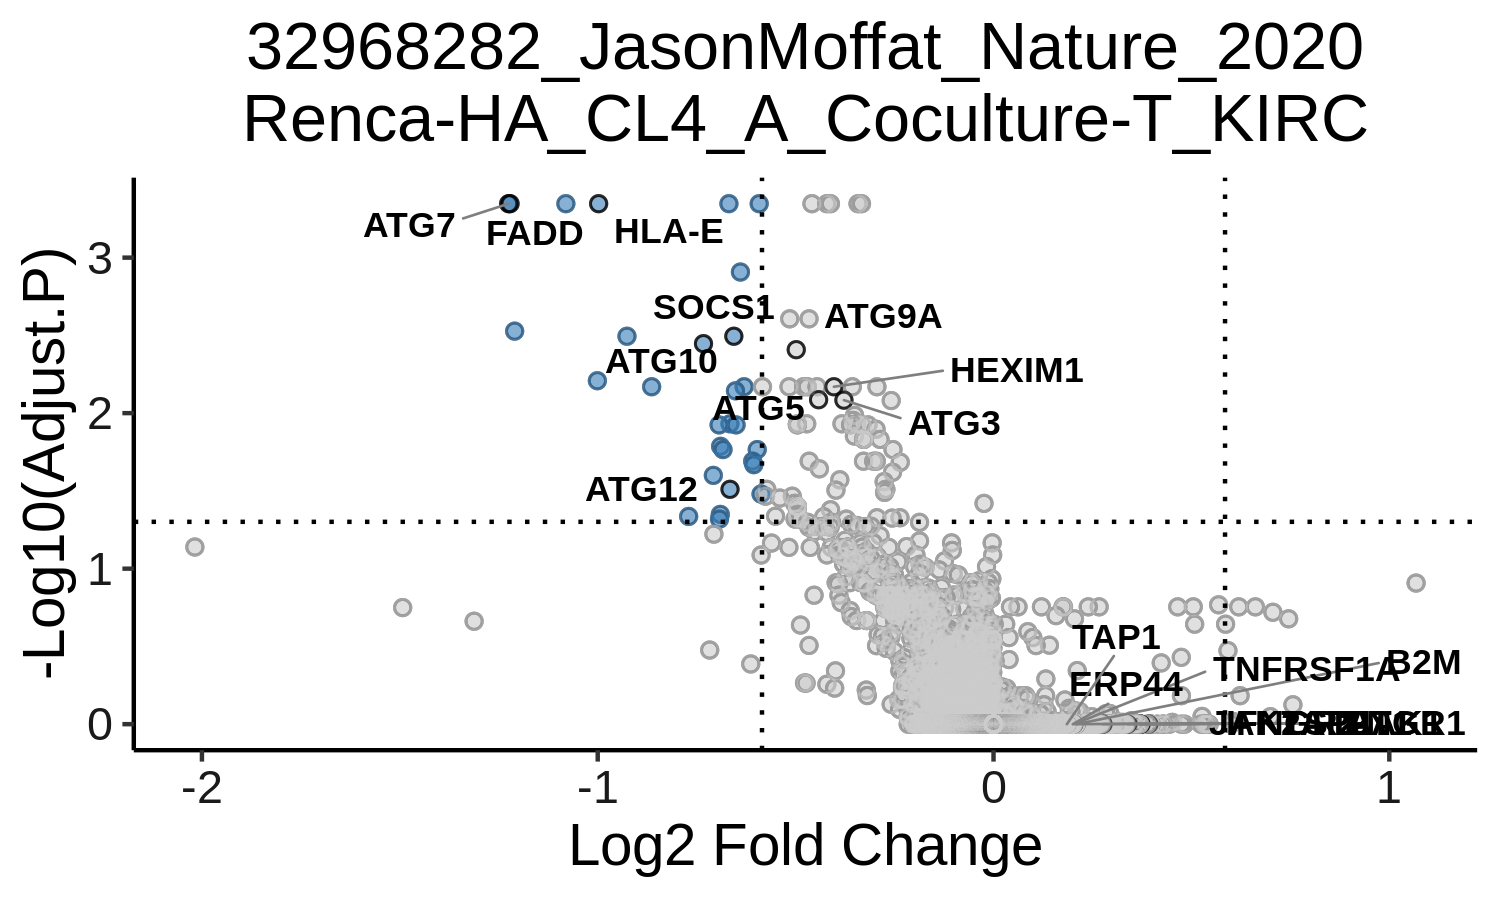 32968282_JasonMoffat_Nature_2020
Renca-HA_CL4_A_Coculture-T_KIRC
-Log10(Adjust.P)
3
2
1
0
ATG7
FADD
HLA-E
SOCS1
ATG9A
ATG10
HEXIM1
ATG5
ATG3
ATG12
TAP1
TNFRSF1A
B2M
ERP44
-2
-1
0
1
Log2 Fold Change